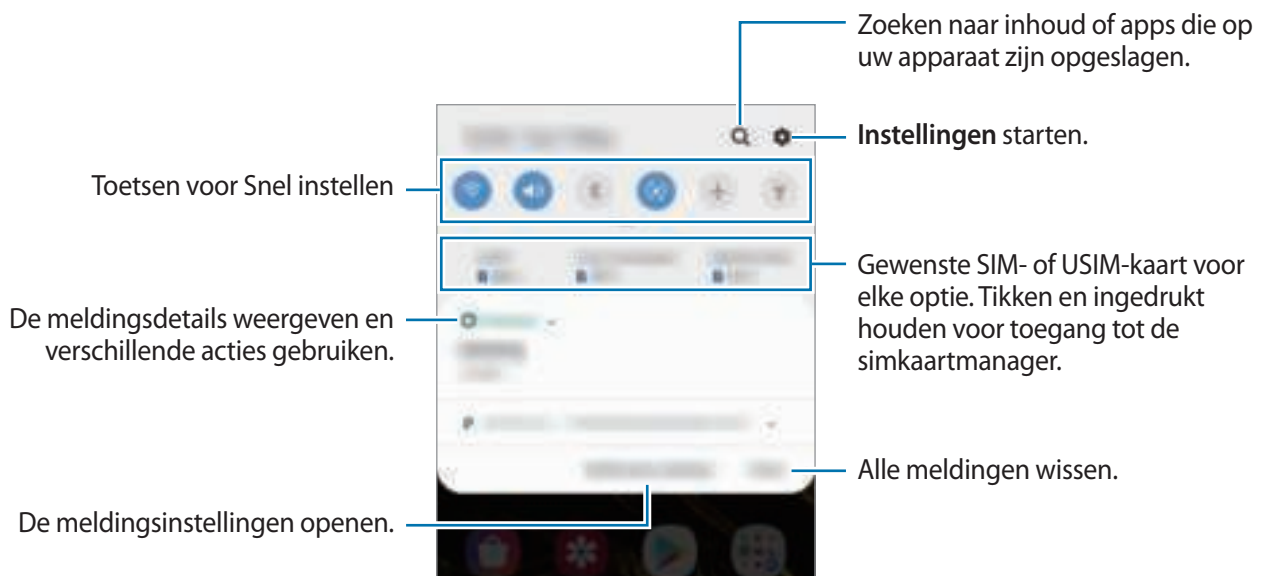 Zoeken naar inhoud of apps die op
uw apparaat zijn opgeslagen.
Instellingen starten.
Toetsen voor Snel instellen
Gewenste SIM- of USIM-kaart voor
elke optie. Tikken en ingedrukt
houden voor toegang tot de
simkaartmanager.
De meldingsdetails weergeven en
verschillende acties gebruiken.
Alle meldingen wissen.
De meldingsinstellingen openen.